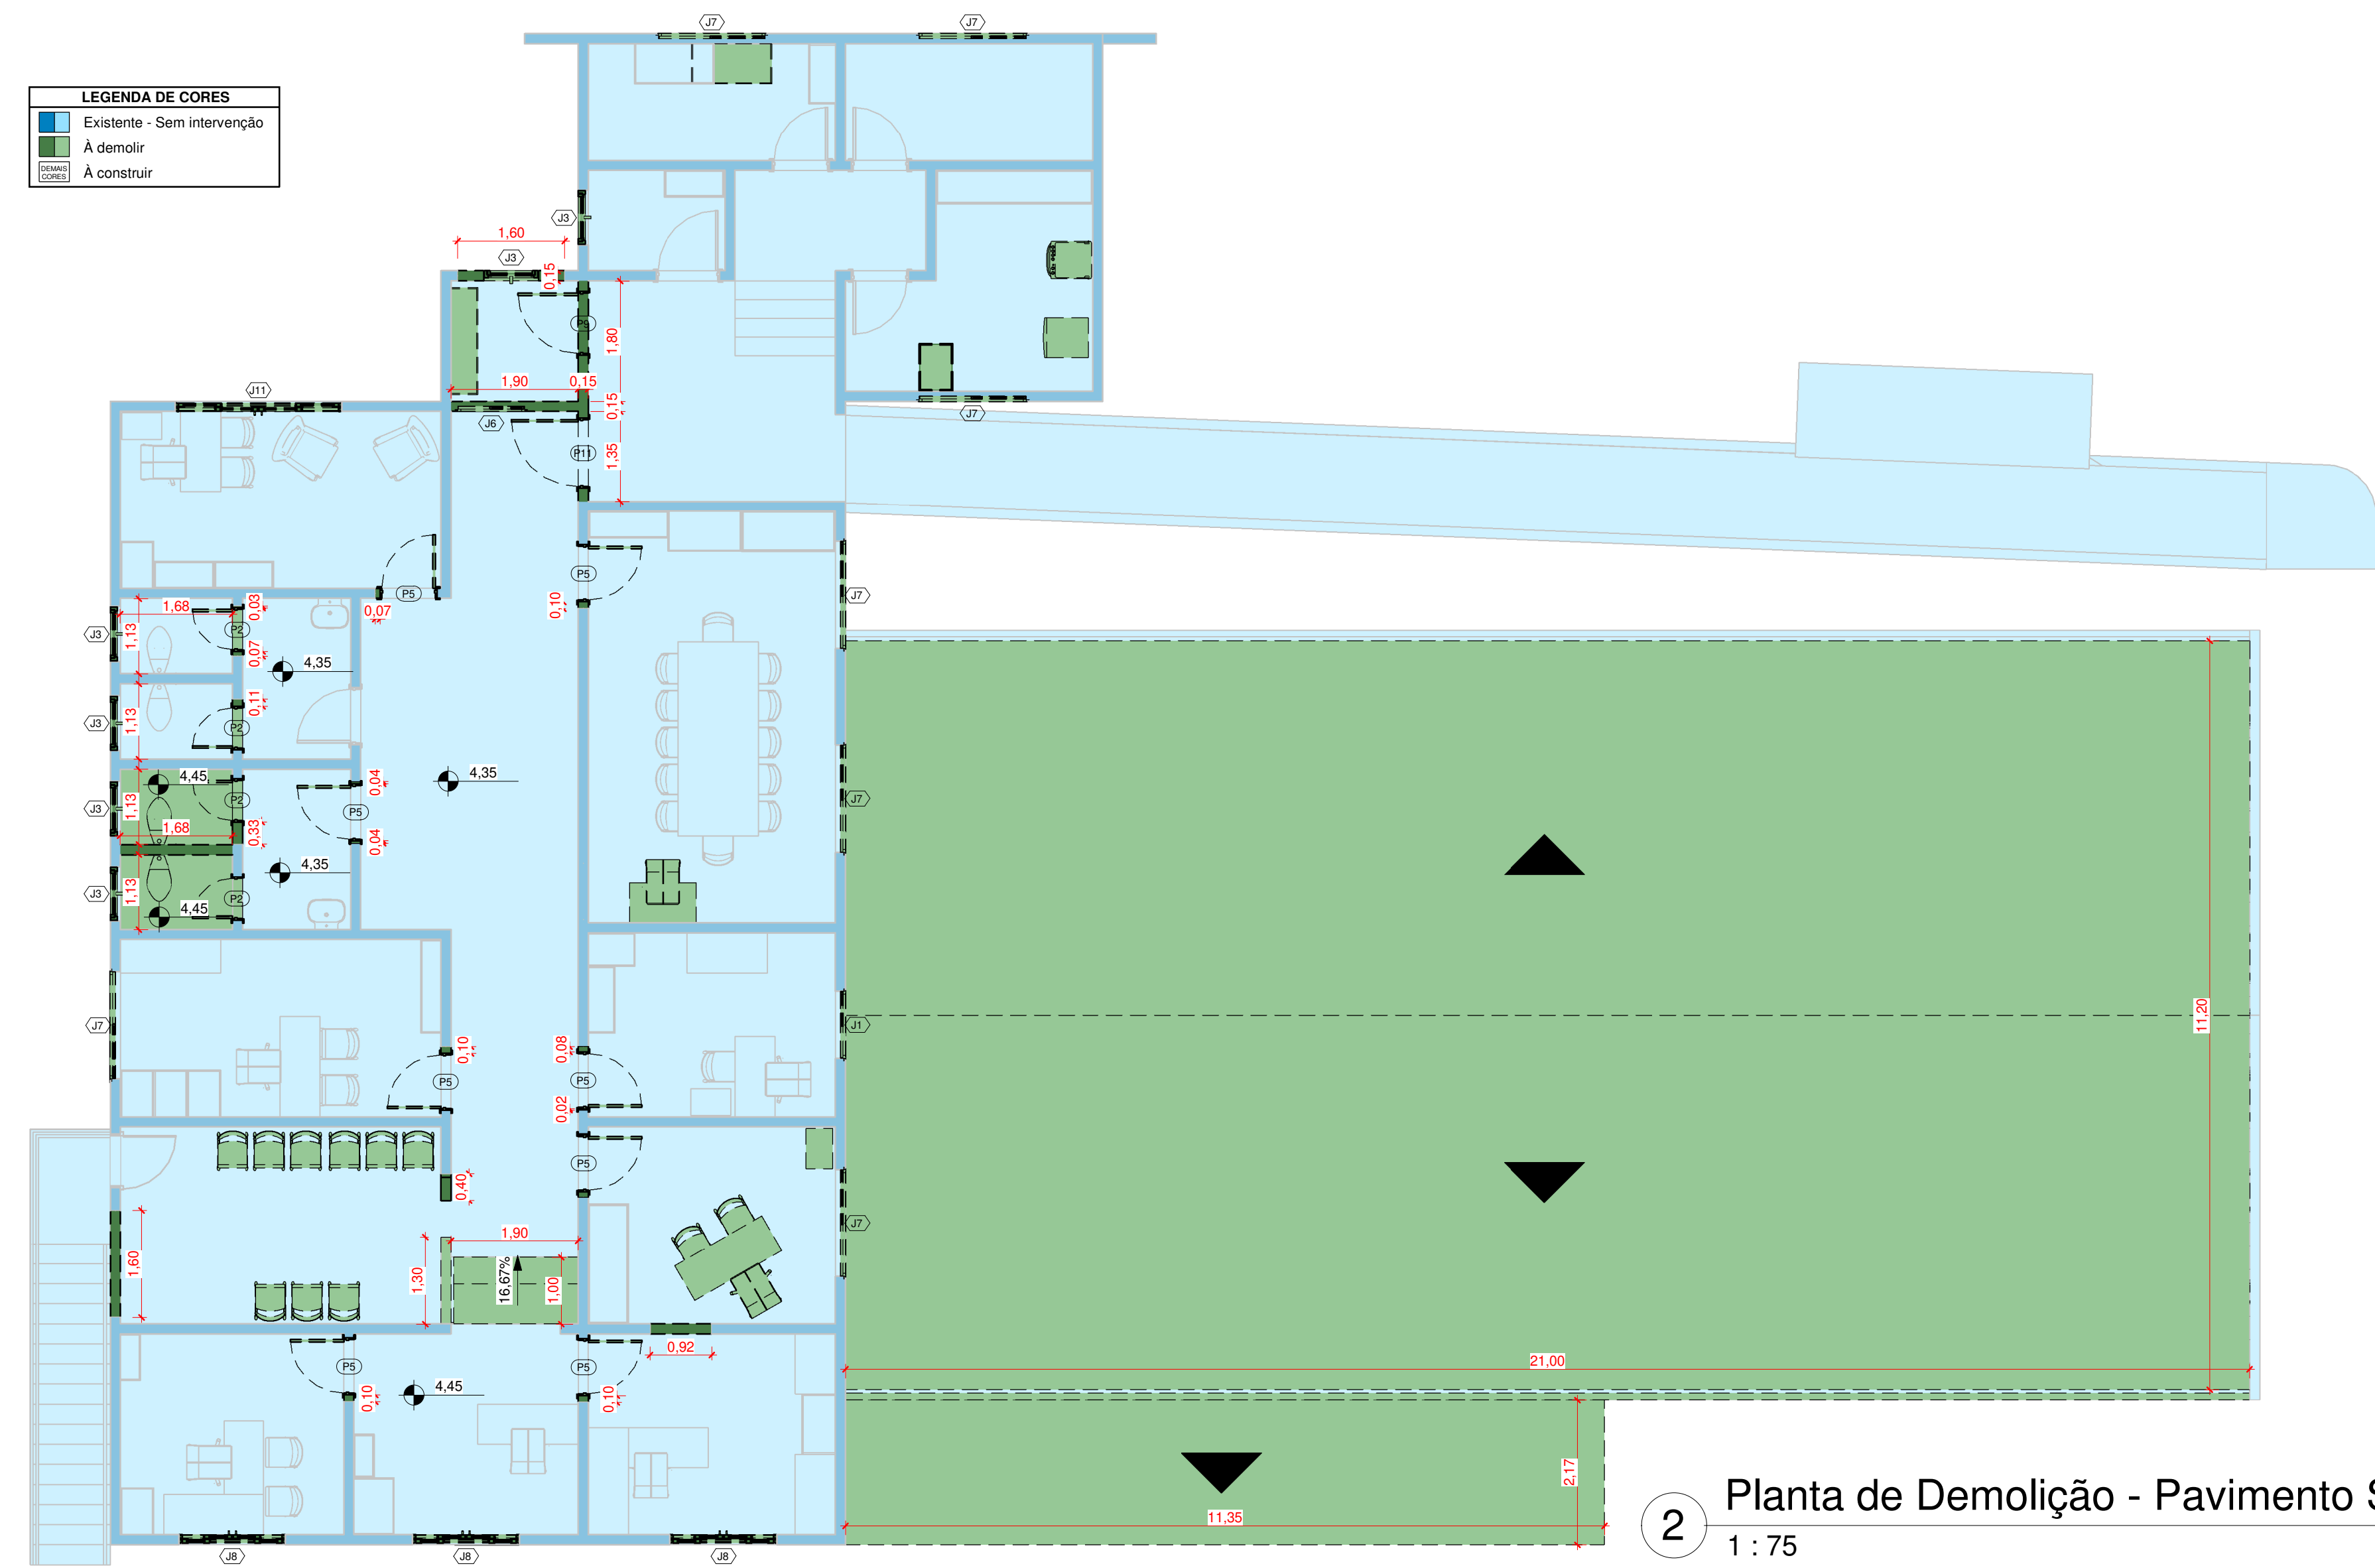 J7
J7
LEGENDA DE CORES
Existente - Sem intervenção
À demolir
DEMAIS
CORES
À construir
J3
1,60
J3
0,15
P9
1,80
1,90
0,15
J11
0,15
J7
J6
P11
1,35
P5
P5
J7
1,68
0,03
0,07
0,10
J3
1,13
P2
0,07
4,35
0,11
J3
1,13
P2
4,45
4,35
0,04
J7
J3
1,13
P2
P5
1,68
0,33
0,04
4,35
J3
1,13
P2
4,45
11,20
J7
0,10
0,08
J1
P5
P5
0,02
P5
0,40
J7
1,90
1,60
1,30
16,67%
1,00
0,92
21,00
P5
P5
4,45
0,10
0,10
2,17
11,35
2
Planta de Demolição - Pavimento
1 : 75
J8
J8
J8